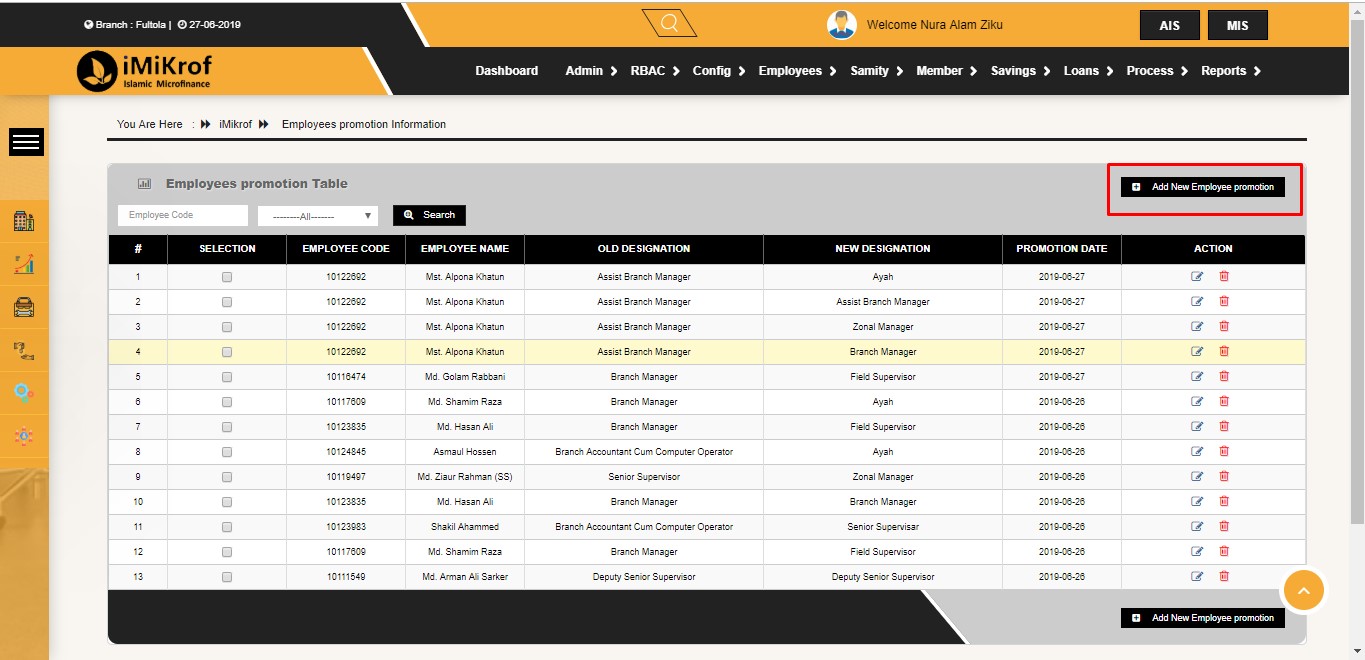 Branch : Fultola | 27-06-2019
Welcome Nura Alam Ziku
AIS MIS
iMiKrof
Islamic Microfinance
Dashboard Admin RBAC Config Employees Samity Member Savings Loans Process Reports
You Are Here : iMikrof Employees promotion Information
Employees promotion Table
Add New Employee promotion
Employee Code --------All------- Search
# SELECTION EMPLOYEE CODE EMPLOYEE NAME OLD DESIGNATION NEW DESIGNATION PROMOTION DATE ACTION
1 10122692 Mst. Alpona Khatun Assist Branch Manager Ayah 2019-06-27
2 10122692 Mst. Alpona Khatun Assist Branch Manager Assist Branch Manager 2019-06-27
3 10122692 Mst. Alpona Khatun Assist Branch Manager Zonal Manager 2019-06-27
4 10122692 Mst. Alpona Khatun Assist Branch Manager Branch Manager 2019-06-27
5 10116474 Md. Golam Rabbani Branch Manager Field Supervisor 2019-06-27
6 10117609 Md. Shamim Raza Branch Manager Ayah 2019-06-26
7 10123835 Md. Hasan Ali Branch Manager Field Supervisor 2019-06-26
8 10124845 Asmaul Hossen Branch Accountant Cum Computer Operator Ayah 2019-06-26
9 10119497 Md. Ziaur Rahman (SS) Senior Supervisor Zonal Manager 2019-06-26
10 10123835 Md. Hasan Ali Branch Manager Branch Manager 2019-06-26
11 10123983 Shakil Ahammed Branch Accountant Cum Computer Operator Senior Supervisar 2019-06-26
12 10117609 Md. Shamim Raza Branch Manager Field Supervisor 2019-06-26
13 10111549 Md. Arman Ali Sarker Deputy Senior Supervisor Deputy Senior Supervisor 2019-06-26
Add New Employee promotion